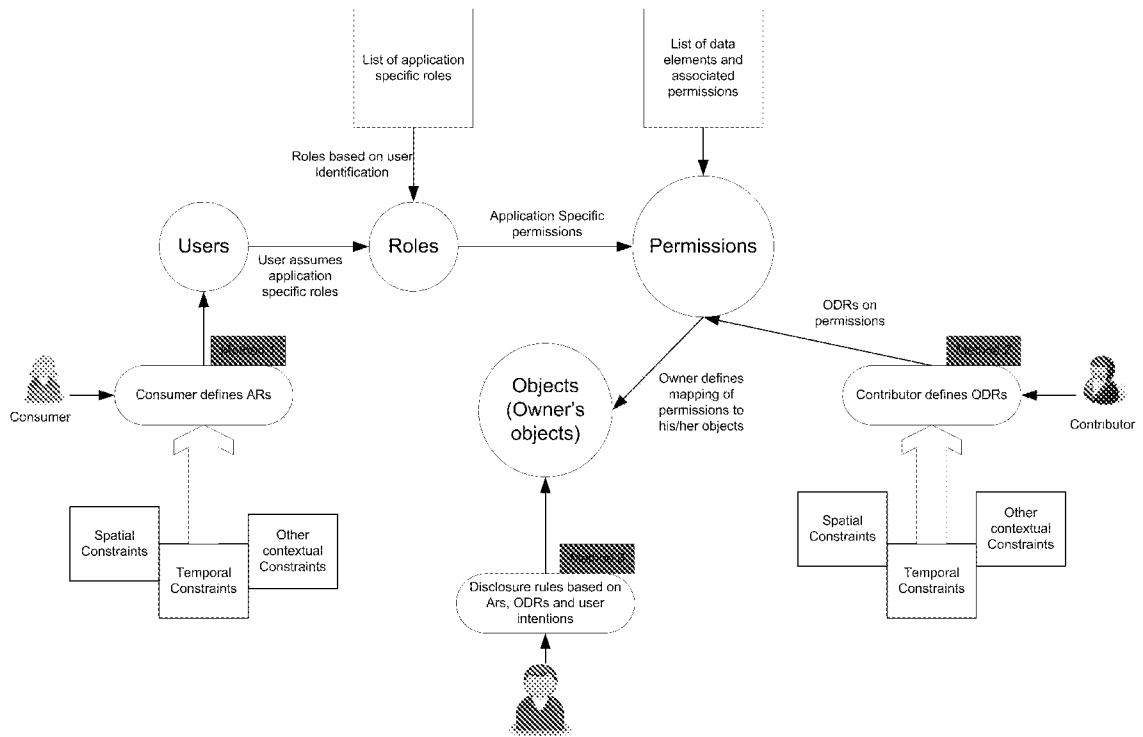 List of application
specific roles
List of data
elements and
associated
permissions
Roles based on user
Identification
Users
Roles
Application Specific
permissions
Permissions
User assumes
application
specific roles
ODRs on
permissions
Consumer
Consumer defines ARs
Objects
(Owner's
objects)
Owner defines
mapping of
permissions to
his/her objects
Contributor defines ODRs
Contributor
Spatial
Constraints
Temporal
Constraints
Other
contextual
Constraints
Disclosure rules based on
Ars, ODRs and user
intentions
Spatial
Constraints
Temporal
Constraints
Other
contextual
Constraints